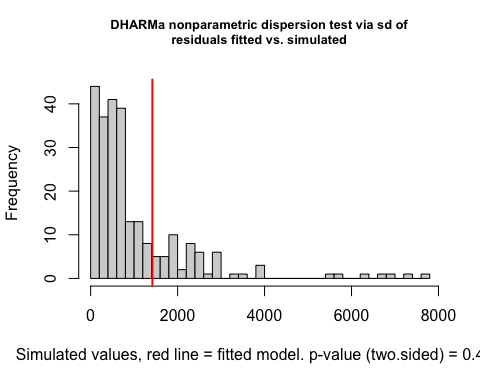 DHARMa nonparametric dispersion test via sd of
residuals fitted vs. simulated
Frequency
40
30
20
10
0
0 2000 4000 6000 8000
Simulated values, red line = fitted model. p-value (two.sided) = 0.4